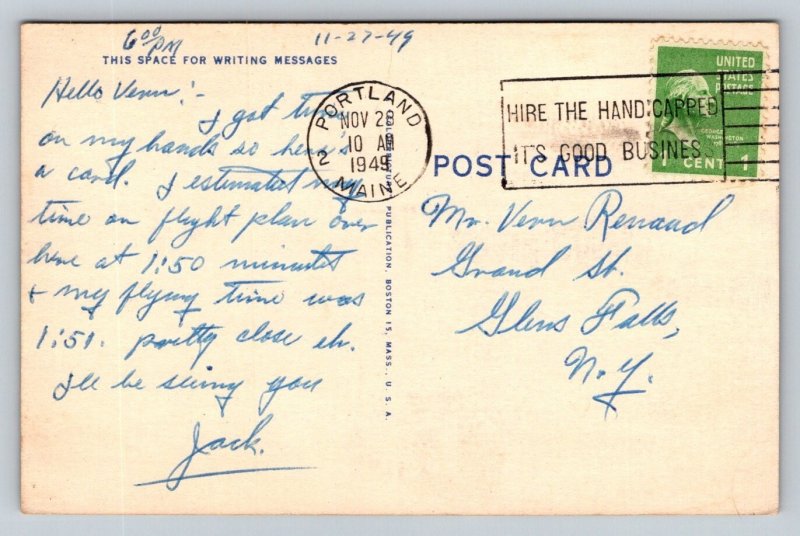 6 00/PM 11-27-49
THIS SPACE FOR WRITING MESSAGES
Hello Vern! -
I got time
on my hands so here's
a card. I estimated my
time on flight plan over
here at 1:50 minutes
& my flying time was
1:51. pretty close eh.
I'll be seeing you
Jack.
PORTLAND
NOV 28
10 AM
1949
2
MAINE
HIRE THE HANDICAPPED
IT'S GOOD BUSINES
UNITED
STATES
POSTAGE
GEORGE
WASHINGTON
CENT 1
POST CARD
PUBLICATION, BOSTON 15, MASS., U. S. A.
Mr. Vern Renaud
Grand St.
Glens Falls,
N.Y.